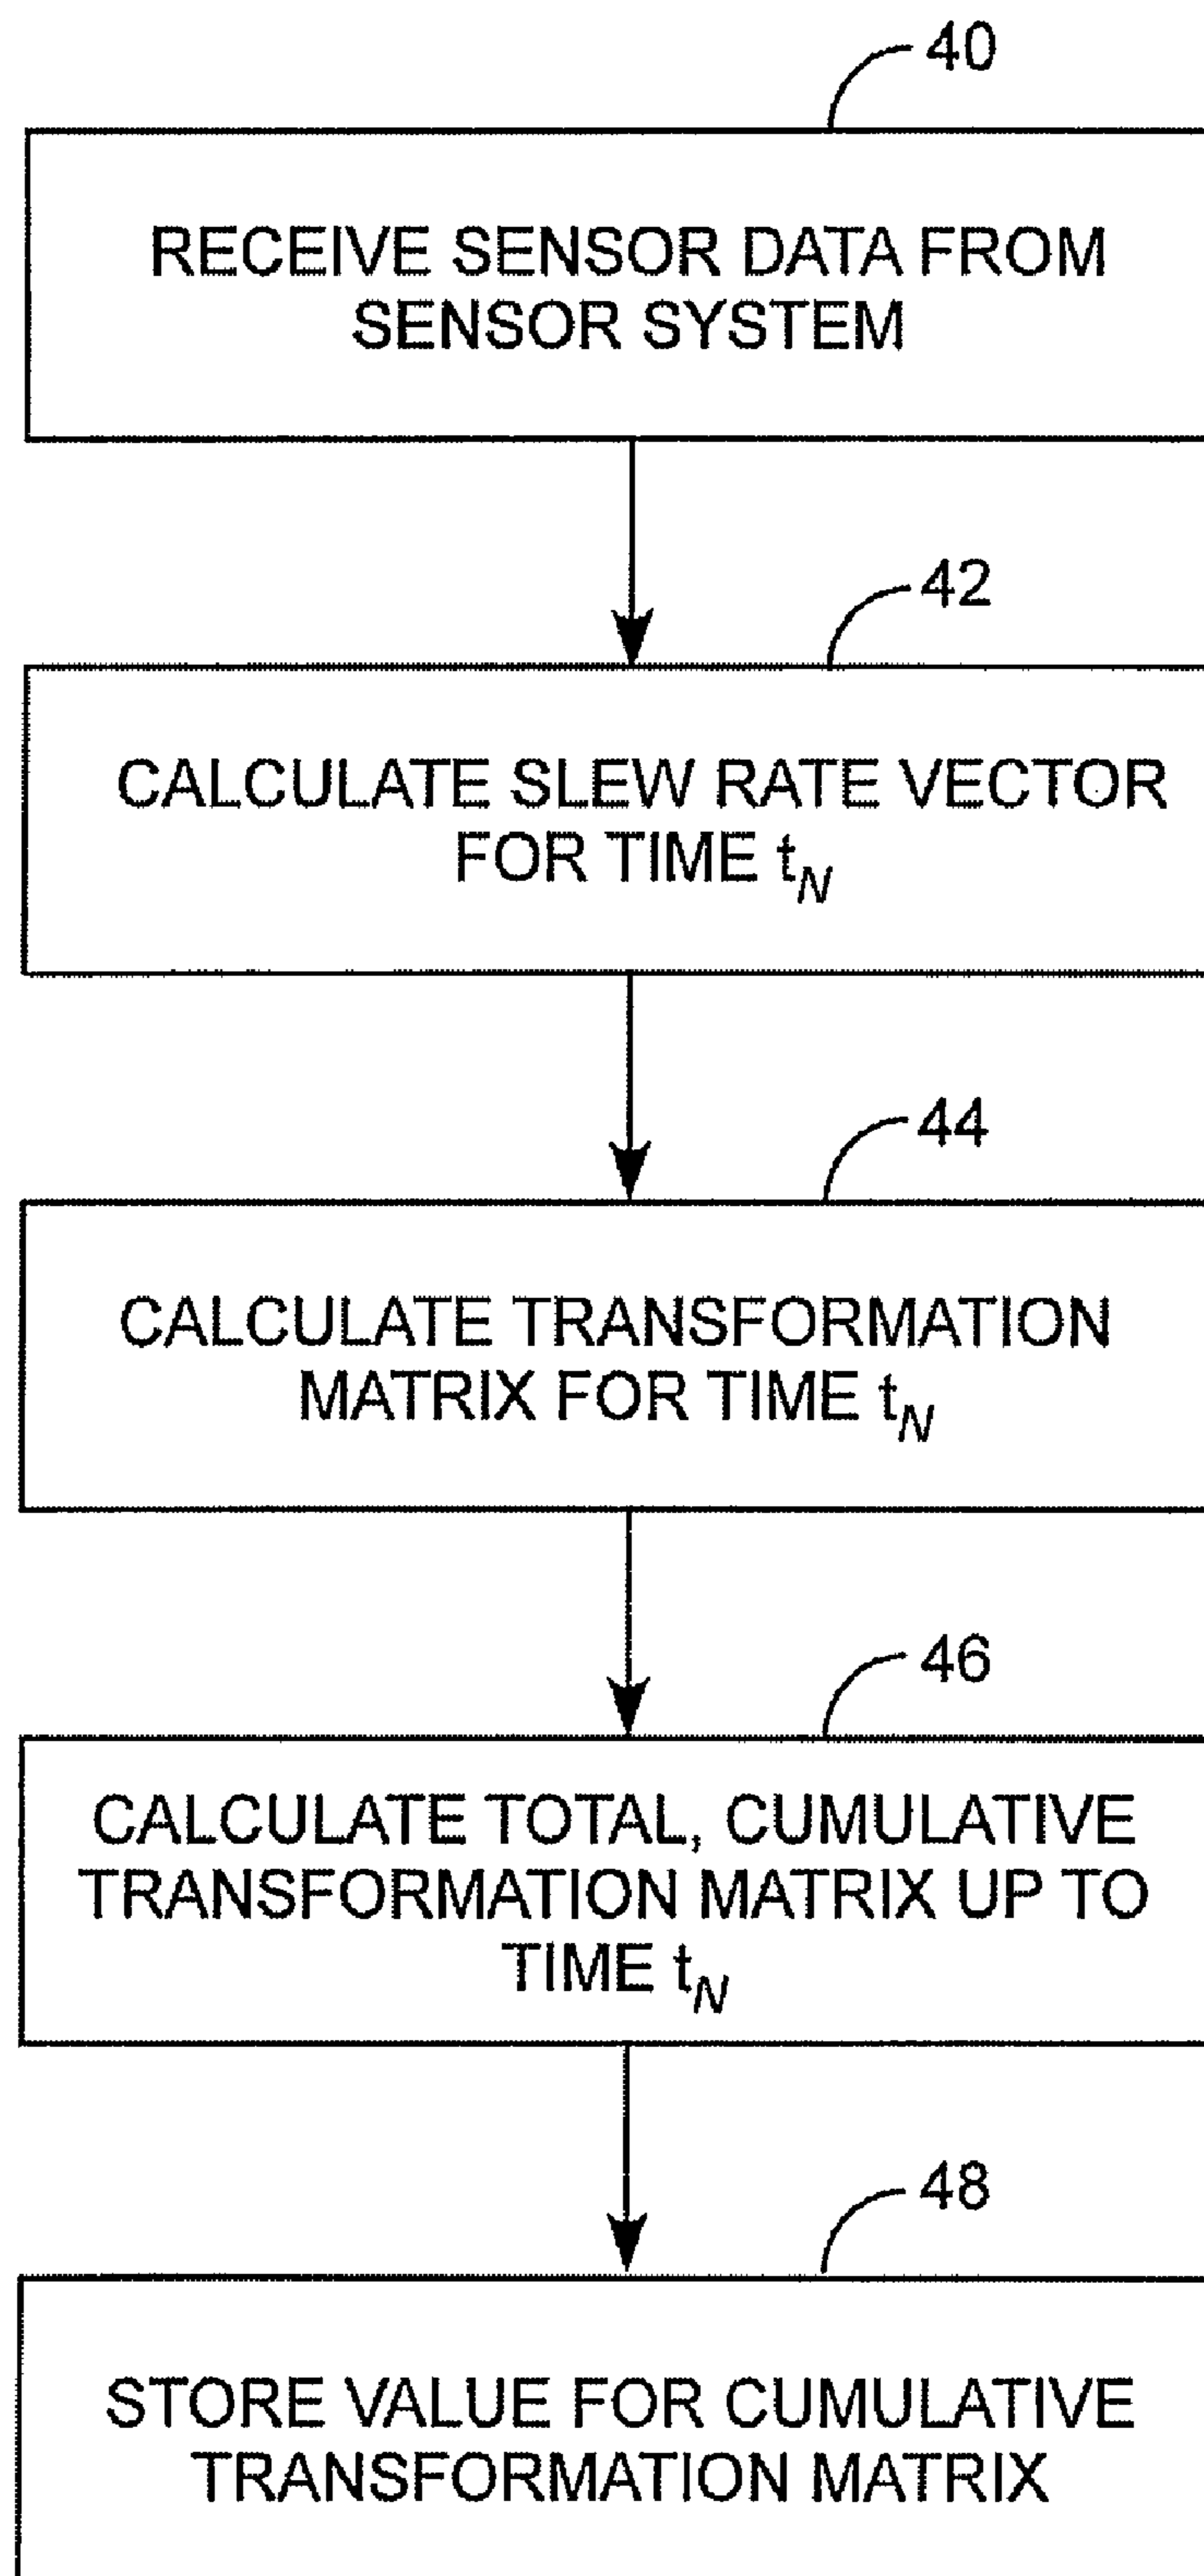 40
RECEIVE SENSOR DATA FROM
SENSOR SYSTEM
42
CALCULATE SLEW RATE VECTOR
FOR TIME tN
44
CALCULATE TRANSFORMATION
MATRIX FOR TIME tN
46
CALCULATE TOTAL, CUMULATIVE
TRANSFORMATION MATRIX UP TO
TIME tN
48
STORE VALUE FOR CUMULATIVE
TRANSFORMATION MATRIX